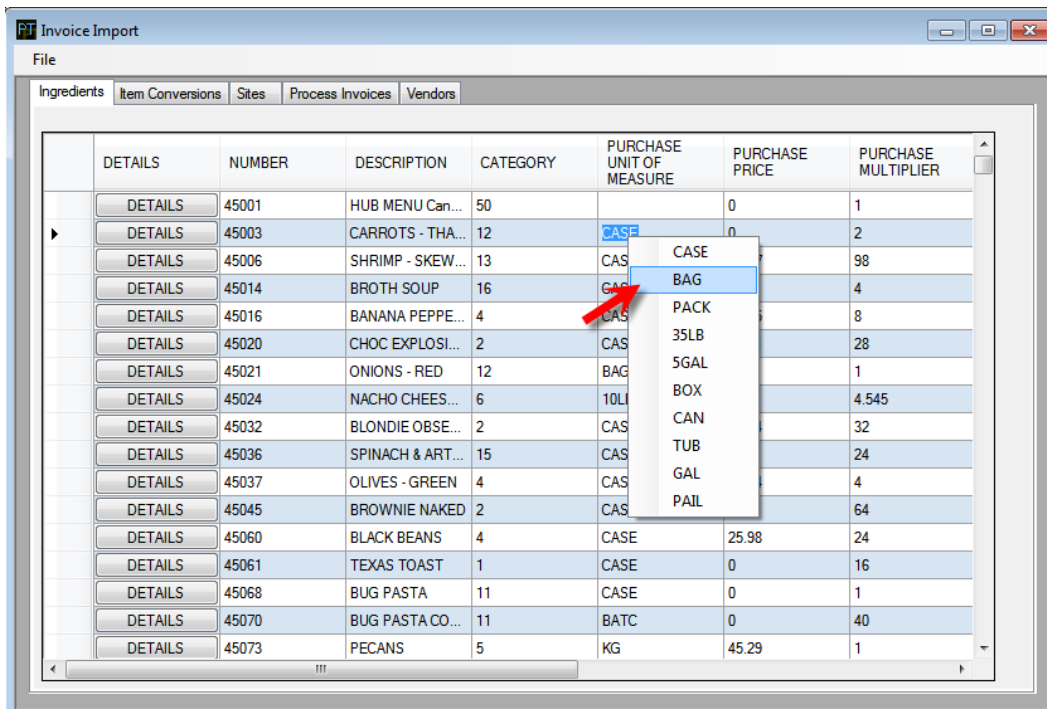 PT Invoice Import
File
Ingredients Item Conversions Sites Process Invoices Vendors
DETAILS NUMBER DESCRIPTION CATEGORY PURCHASE UNIT OF MEASURE PURCHASE PRICE PURCHASE MULTIPLIER
DETAILS 45001 HUB MENU Can... 50 0 1
DETAILS 45003 CARROTS - THA... 12 CASE 0 2
DETAILS 45006 SHRIMP - SKEW... 13 CAS 98
DETAILS 45014 BROTH SOUP 16 CAS 4
DETAILS 45016 BANANA PEPPE... 4 CAS 8
DETAILS 45020 CHOC EXPLOSI... 2 CAS 28
DETAILS 45021 ONIONS - RED 12 BAG 1
DETAILS 45024 NACHO CHEES... 6 4.545
DETAILS 45032 BLONDIE OBSE... 2 CAS 32
DETAILS 45036 SPINACH & ART... 15 CAS 24
DETAILS 45037 OLIVES - GREEN 4 CAS 4
DETAILS 45045 BROWNIE NAKED 2 CAS 64
DETAILS 45060 BLACK BEANS 4 CASE 25.98 24
DETAILS 45061 TEXAS TOAST 1 CASE 0 16
DETAILS 45068 BUG PASTA 11 CASE 0 1
DETAILS 45070 BUG PASTA CO... 11 BATC 0 40
DETAILS 45073 PECANS 5 KG 45.29 1
CASE
BAG
PACK
35LB
5GAL
BOX
CAN
TUB
GAL
PAIL